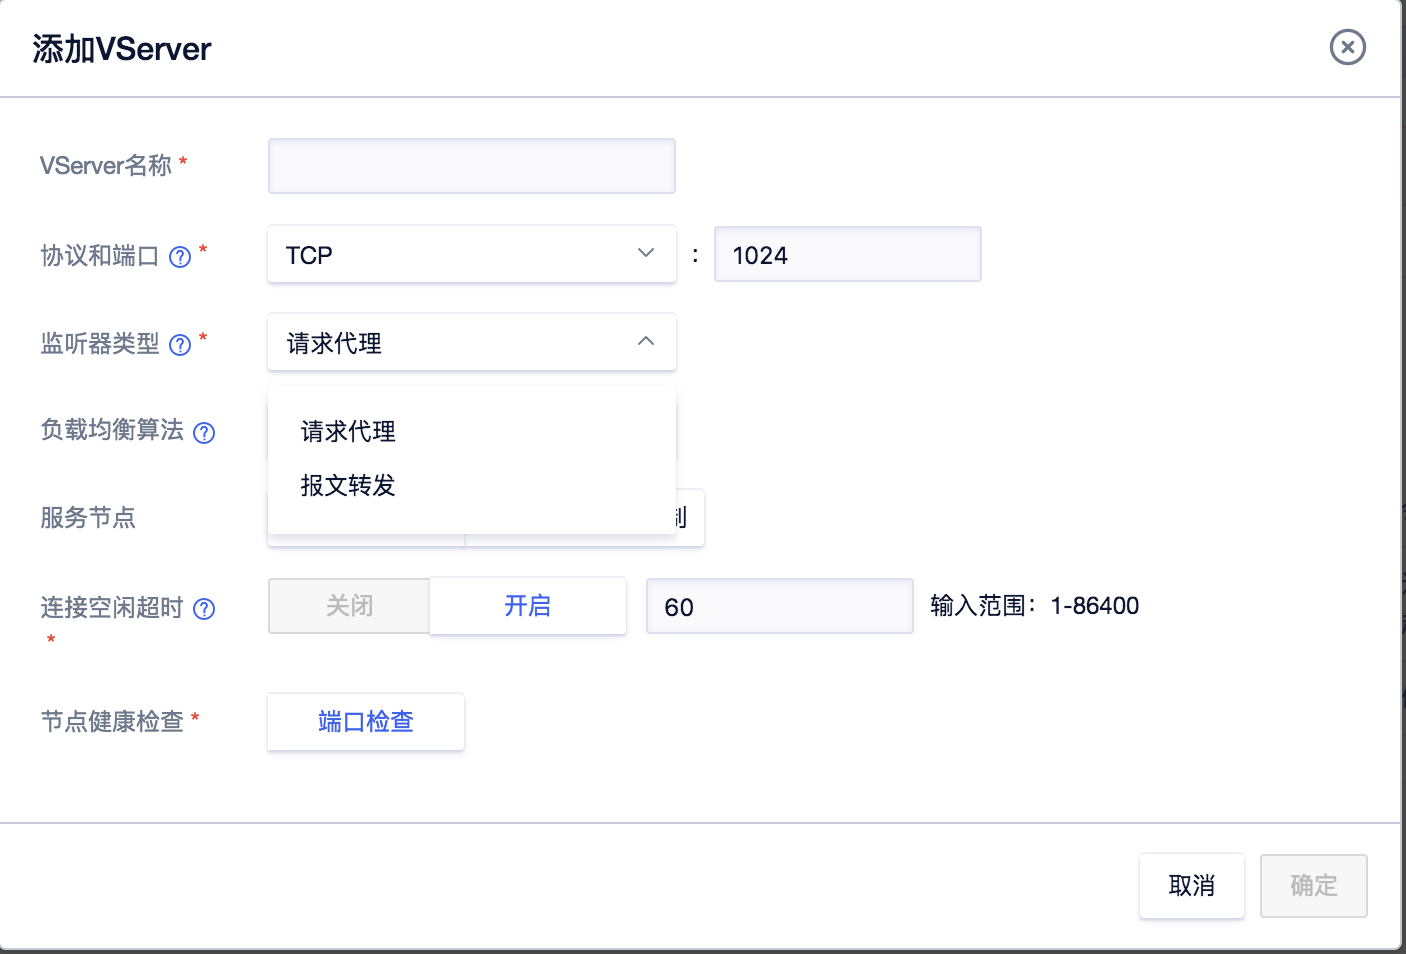 添加VServer
VServer名称 *
协议和端口 ? * TCP : 1024
监听器类型 ? * 请求代理
负载均衡算法 ? 请求代理
报文转发
服务节点
连接空闲超时 ? * 关闭 开启 60 输入范围：1-86400
节点健康检查 * 端口检查
取消 确定